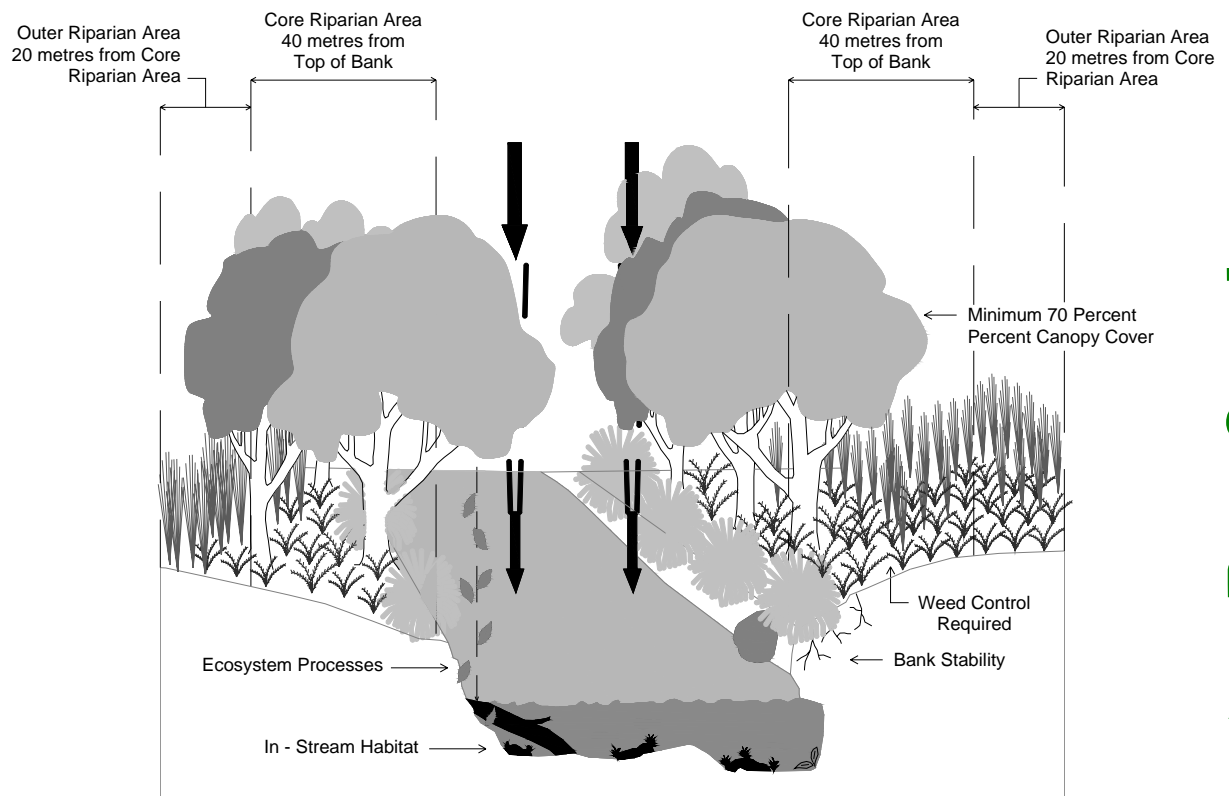 Outer Riparian Area
20 metres from Core
Riparian Area
Core Riparian Area
40 metres from
Top of Bank
Core Riparian Area
40 metres from
Top of Bank
Outer Riparian Area
20 metres from Core
Riparian Area
Minimum 70 Percent
Percent Canopy Cover
Weed Control
Required
Bank Stability
Ecosystem Processes
In - Stream Habitat